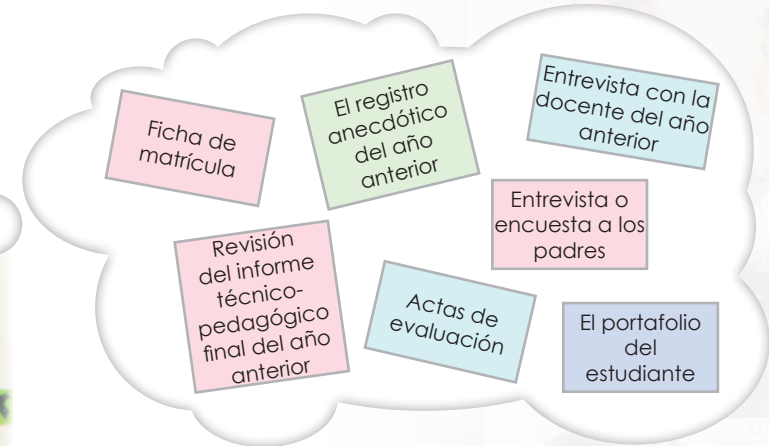 Ficha de
matrícula
El registro
anecdótico
del año
anterior
Entrevista con la
docente del año
anterior
Entrevista o
encuesta a los
padres
Revisión
del informe
técnico-
pedagógico
final del año
anterior
Actas de
evaluación
El portafolio
del
estudiante